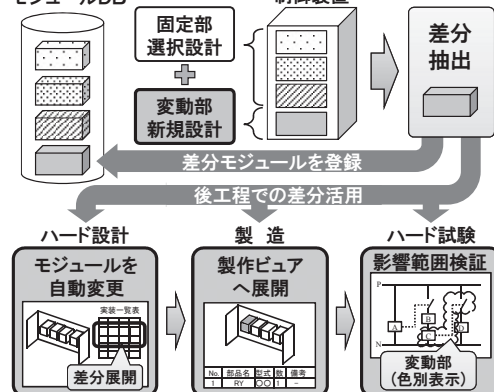 モジュールDB
制御装置
固定部
選択設計
変動部
新規設計
差分
抽出
差分モジュールを登録
後工程での差分活用
ハード設計
モジュールを
自動変更
実装一覧表
差分展開
製 造
製作ビュア
へ展開
No. 部品名 型式 数 備考
1 RY ○○ 1 −
ハード試験
影響範囲検証
P
A
B
C
D
N
変動部
(色別表示)